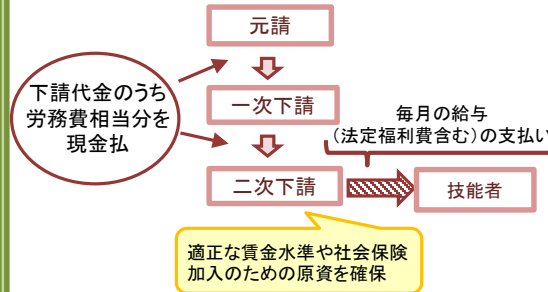 元請
下請代金のうち
労務費相当分を
現金払
一次下請
毎月の給与
(法定福利費含む)の支払い
二次下請
技能者
適正な賃金水準や社会保険
加入のための原資を確保